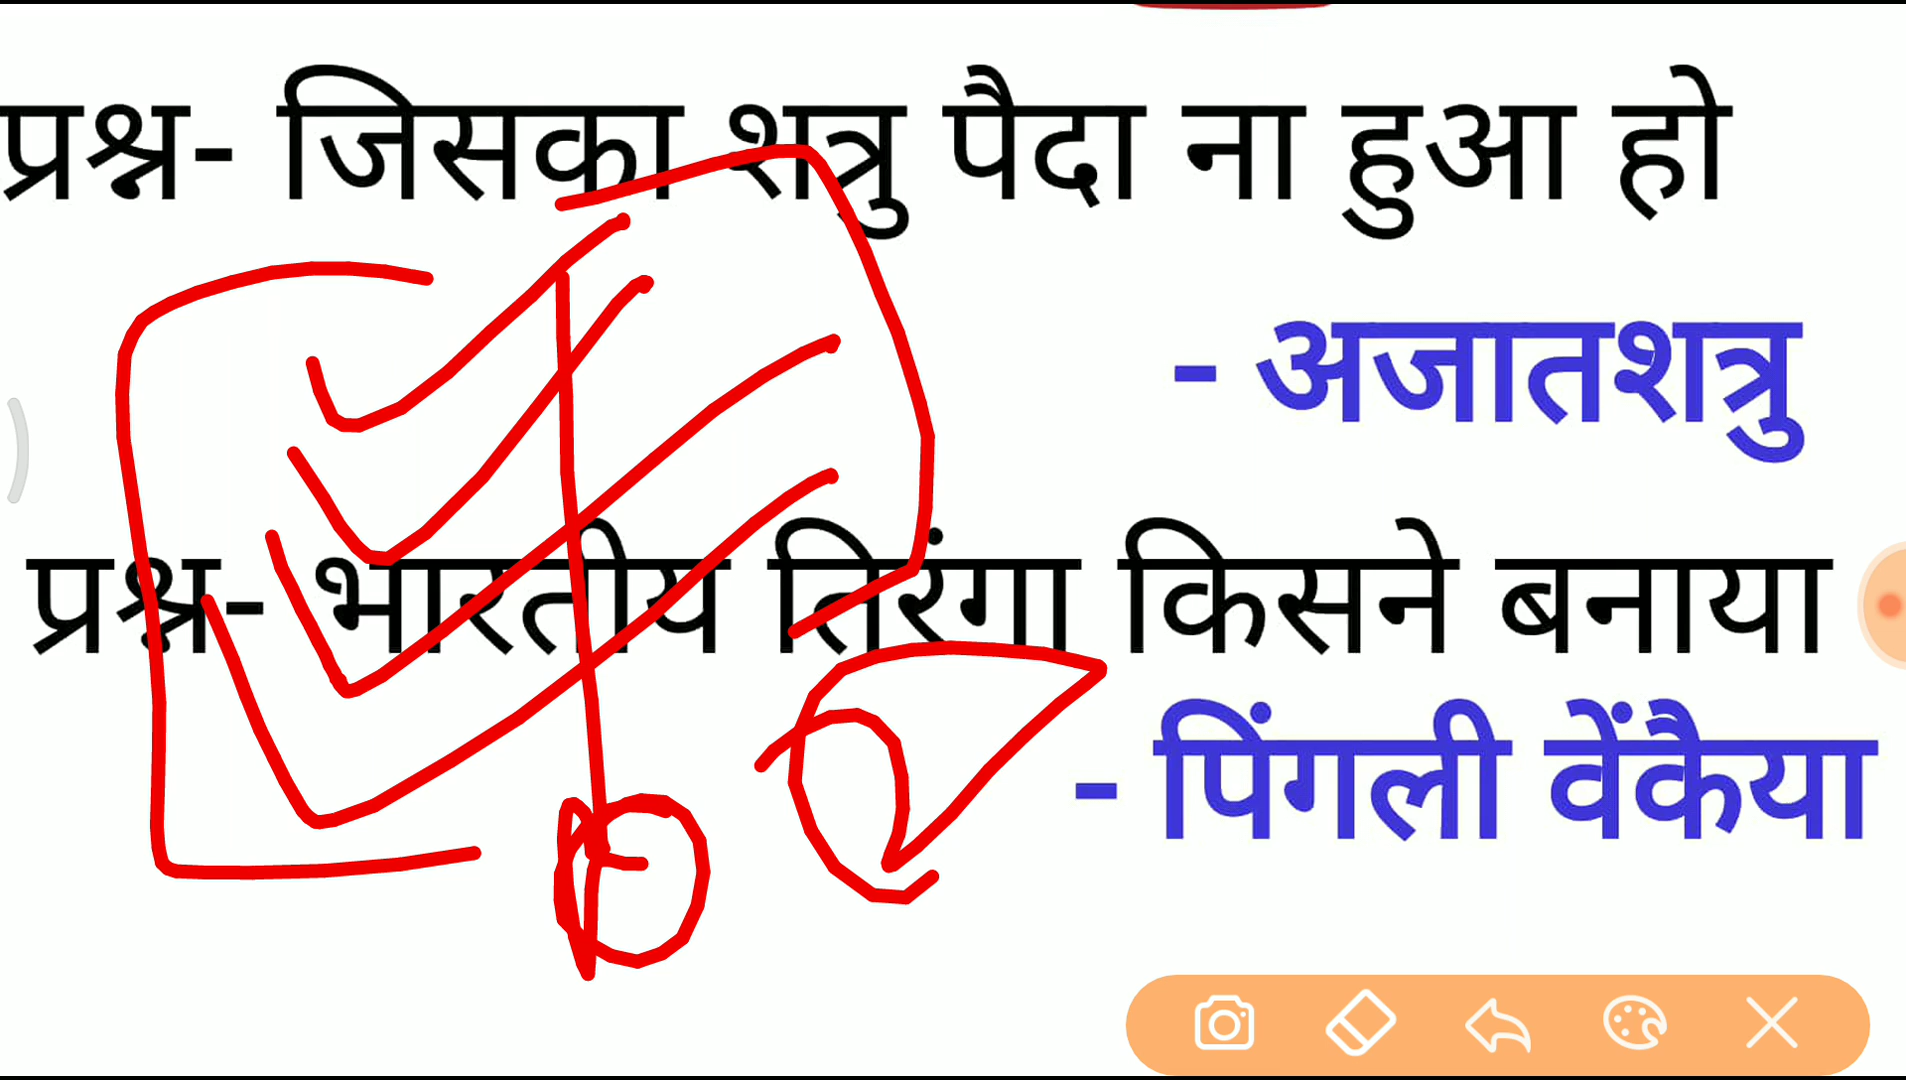 प्रश्न- जिसका शत्रु पैदा ना हुआ हो
- अजातशत्रु
प्रश्न- भारतीय तिरंगा किसने बनाया
- पिंगली वेंकैया